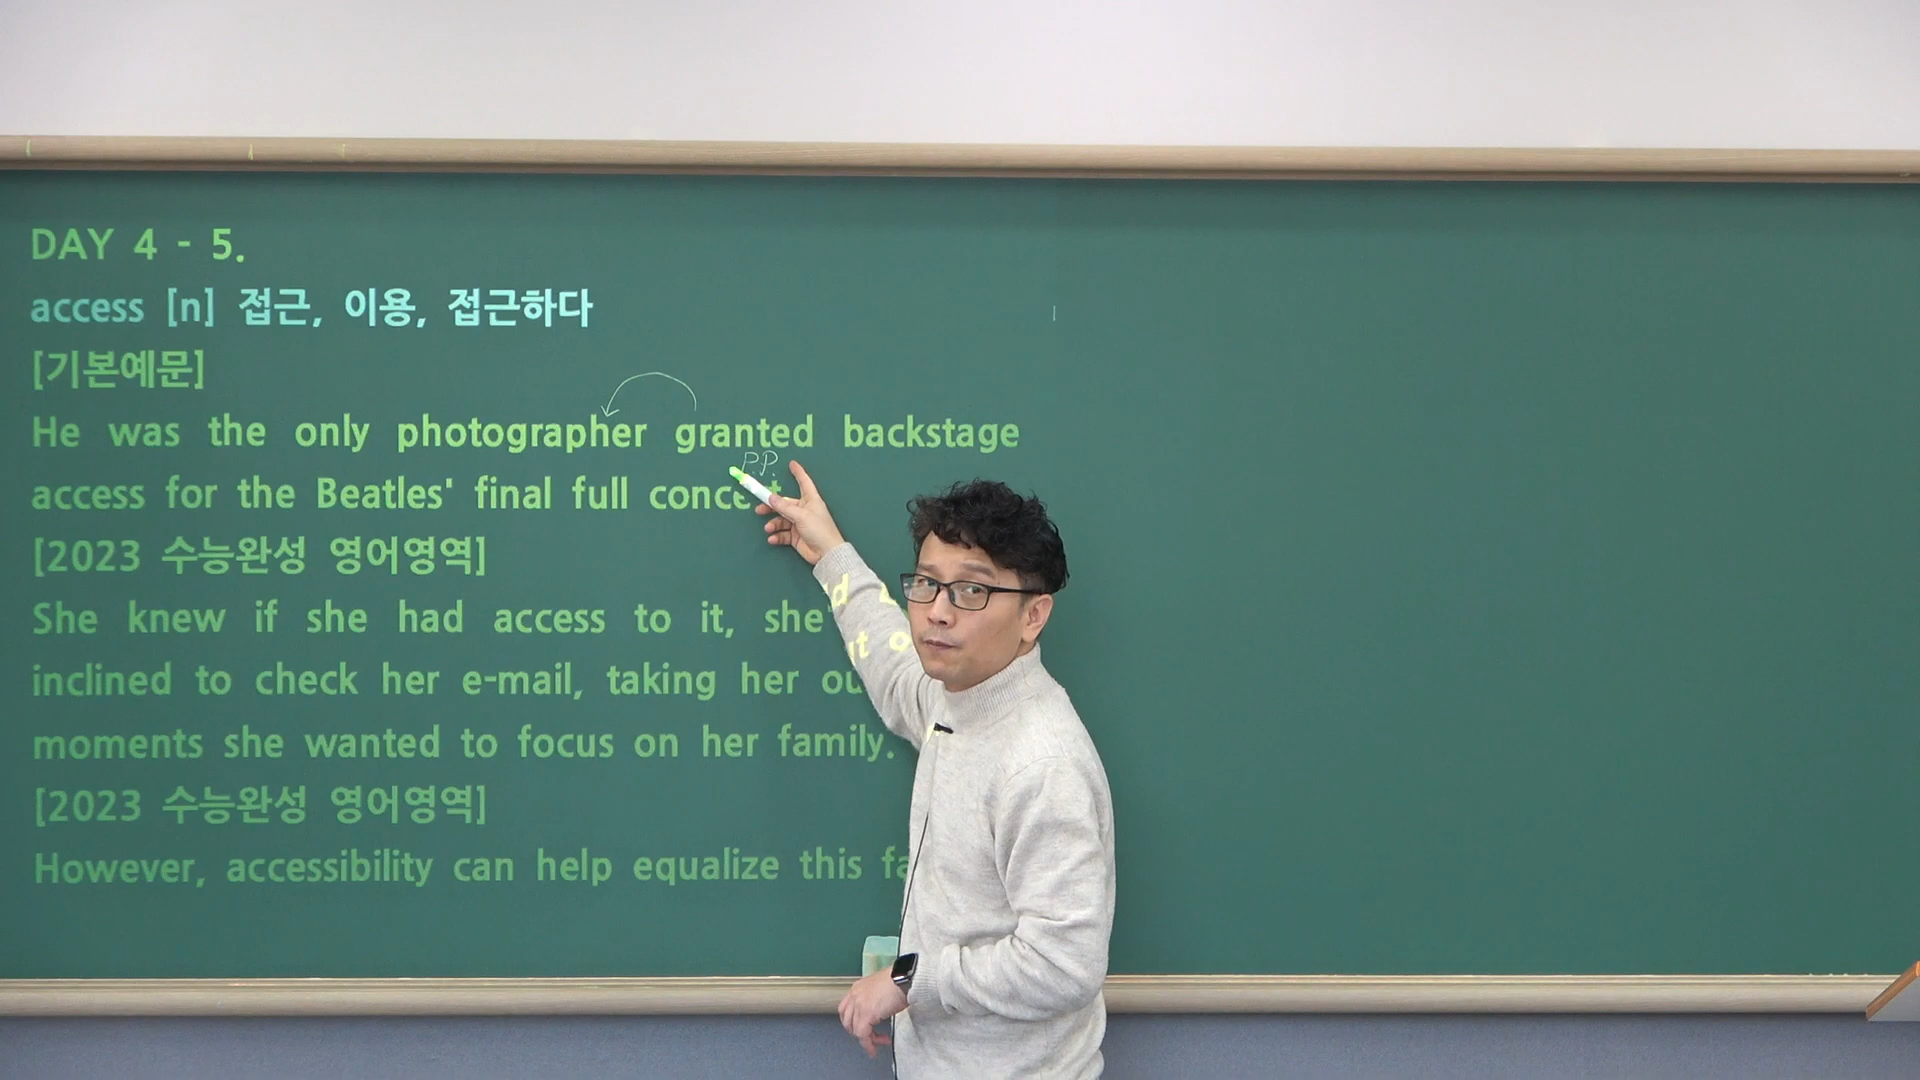 DAY 4 - 5.
access [n] 접근, 이용, 접근하다
[기본예문]
He was the only photographer granted backstage
P.P.
access for the Beatles' final full
[2023 수능완성 영어영역]
She knew if she had access to it,
inclined to check her e-mail, taking her
moments she wanted to focus on her family.
[2023 수능완성 영어영역]
However, accessibility can help equalize this